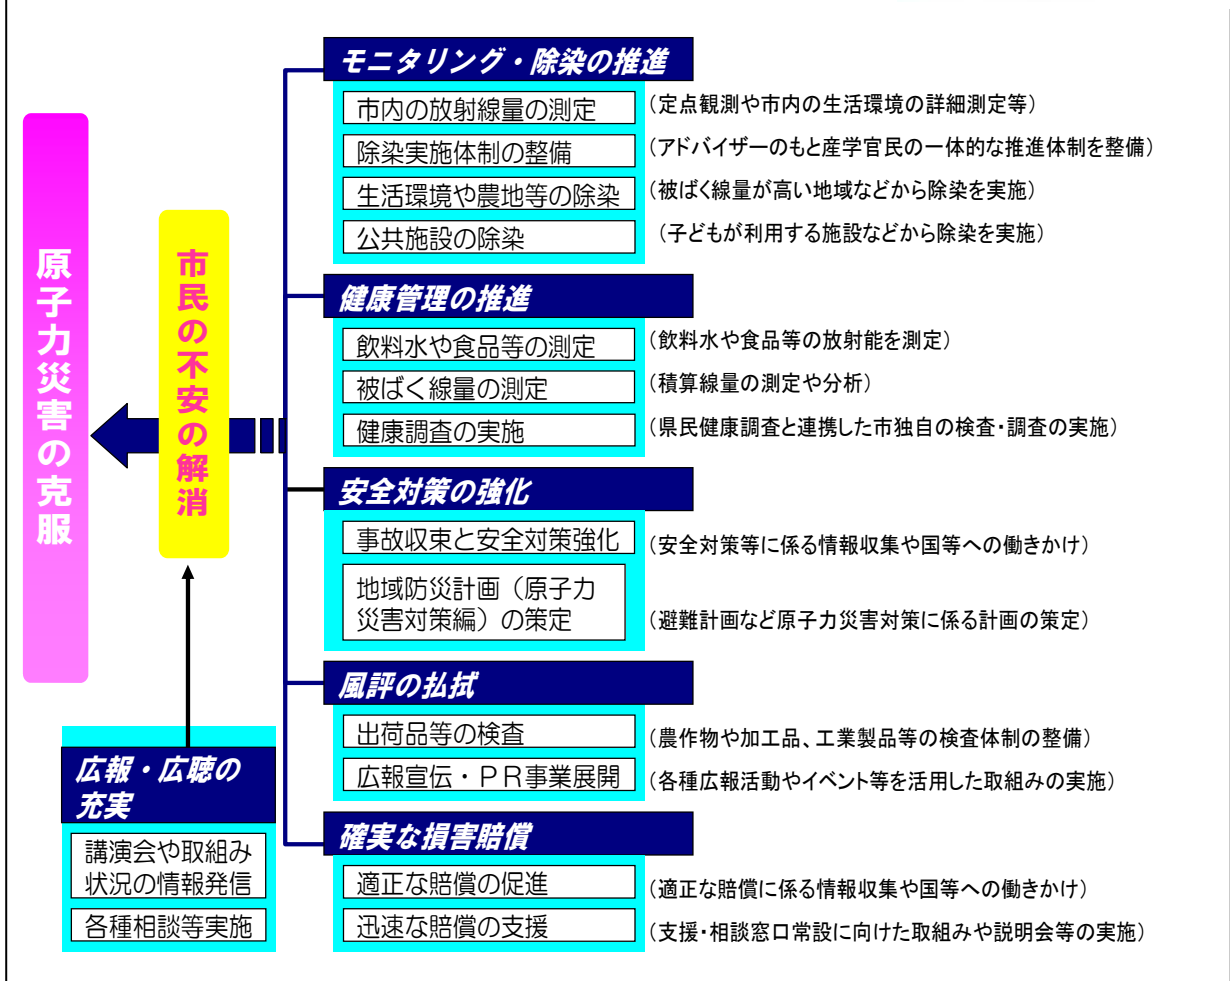 原子力災害の克服
市民の不安の解消
モニタリング・除染の推進
市内の放射線量の測定 (定点観測や市内の生活環境の詳細測定等)
除染実施体制の整備 (アドバイザーのもと産学官民の一体的な推進体制を整備)
生活環境や農地等の除染 (被ばく線量が高い地域などから除染を実施)
公共施設の除染 (子どもが利用する施設などから除染を実施)
健康管理の推進
飲料水や食品等の測定 (飲料水や食品等の放射能を測定)
被ばく線量の測定 (積算線量の測定や分析)
健康調査の実施 (県民健康調査と連携した市独自の検査・調査の実施)
安全対策の強化
事故収束と安全対策強化 (安全対策等に係る情報収集や国等への働きかけ)
地域防災計画(原子力
災害対策編)の策定 (避難計画など原子力災害対策に係る計画の策定)
風評の払拭
出荷品等の検査 (農作物や加工品、工業製品等の検査体制の整備)
広報宣伝・PR事業展開 (各種広報活動やイベント等を活用した取組みの実施)
確実な損害賠償
適正な賠償の促進 (適正な賠償に係る情報収集や国等への働きかけ)
迅速な賠償の支援 (支援・相談窓口常設に向けた取組みや説明会等の実施)
広報・広聴の
充実
講演会や取組み
状況の情報発信
各種相談等実施